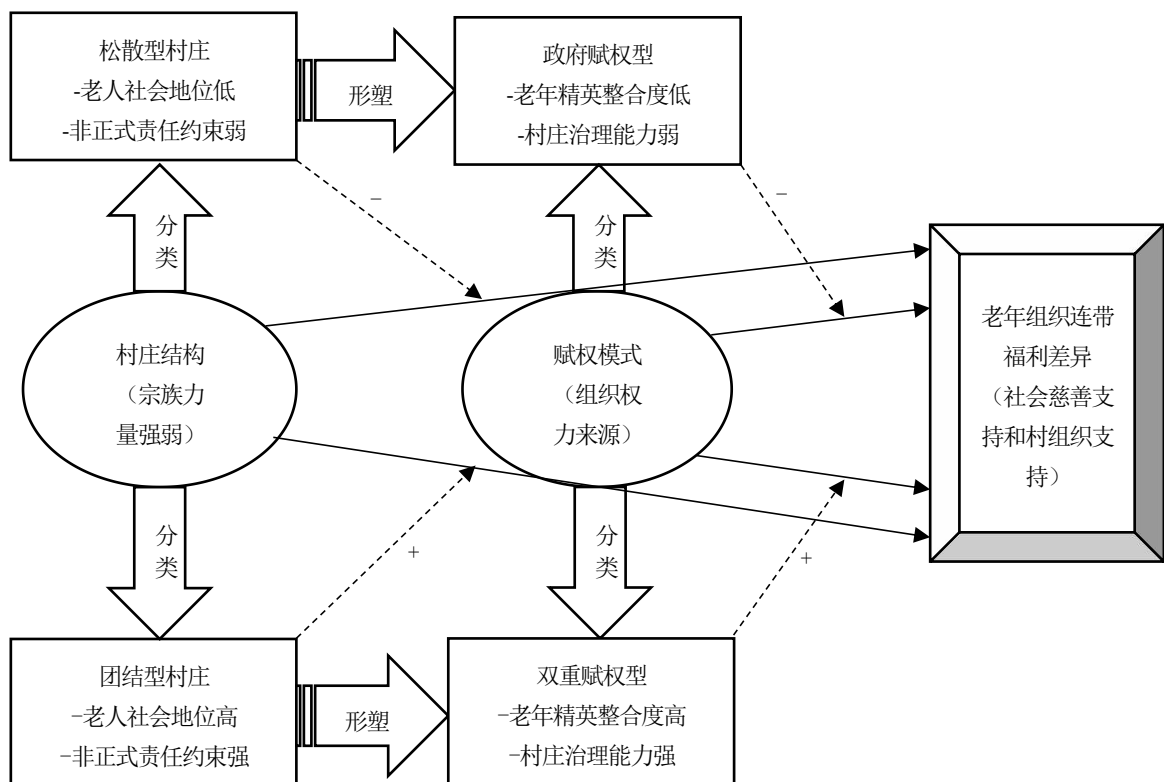 松散型村庄
-老人社会地位低
-非正式责任约束弱
形塑
政府赋权型
-老年精英整合度低
-村庄治理能力弱
−
−
分
类
分
类
村庄结构
（宗族力
量强弱）
赋权模式
（组织权
力来源）
老年组织连带
福利差异
（社会慈善支
持和村组织支
持）
分
类
分
类
+
+
团结型村庄
−老人社会地位高
−非正式责任约束强
形塑
双重赋权型
−老年精英整合度高
−村庄治理能力强